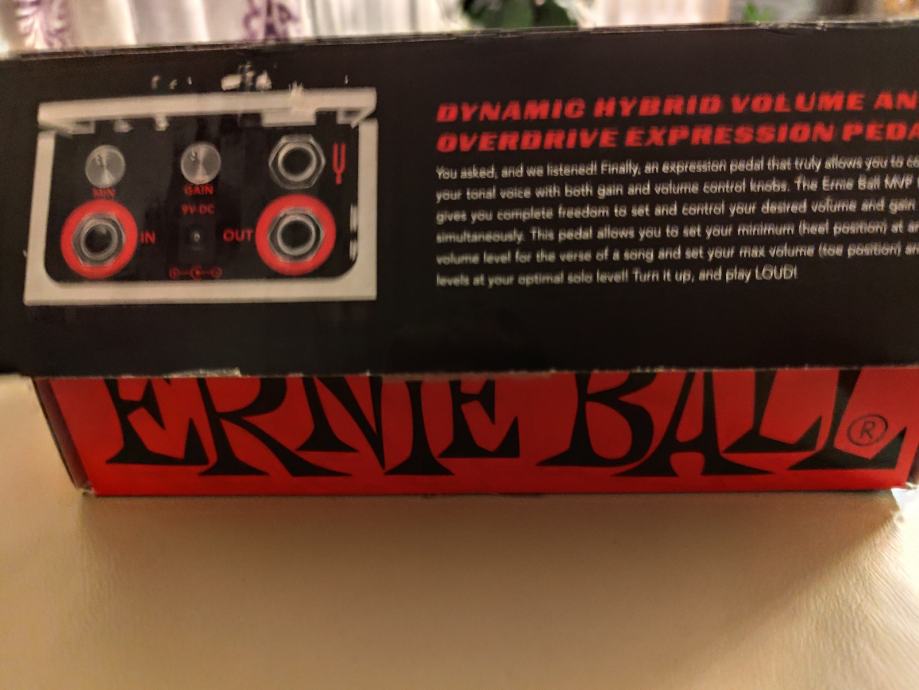 MIN
GAIN
9V-DC
IN
OUT
DYNAMIC HYBRID VOLUME AN
OVERDRIVE EXPRESSION PEDA
You asked, and we listened! Finally, an expression pedal that truly allows you to co
your tonal voice with both gain and volume control knobs. The Ernie Ball MVP
gives you complete freedom to set and control your desired volume and gain
simultaneously. This pedal allows you to set your minimum (heel position) at a
volume level for the verse of a song and set your max volume (toe position) an
levels at your optimal solo level! Turn it up, and play LOUD!
ERNIE BALL ®